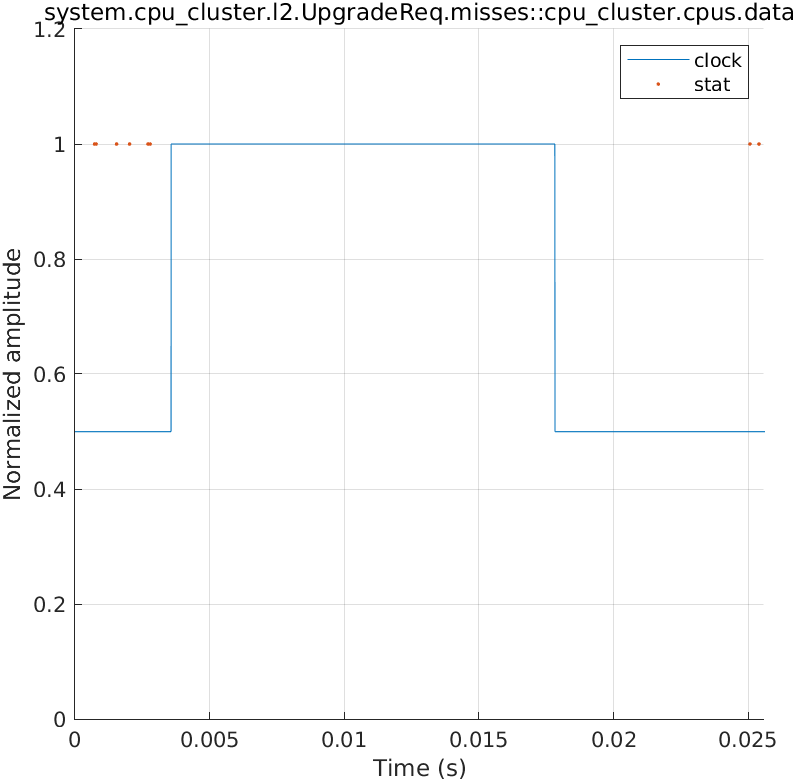 system.cpu_cluster.l2.UpgradeReq.misses::cpu_cluster.cpus.data
clock
stat
Normalized amplitude
1.2
1
0.8
0.6
0.4
0.2
0
0 0.005 0.01 0.015 0.02 0.025
Time (s)